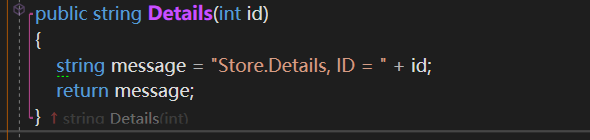 public string Details(int id)
{
string message = "Store.Details, ID = " + id;
return message;
} ↑ string Details(int)